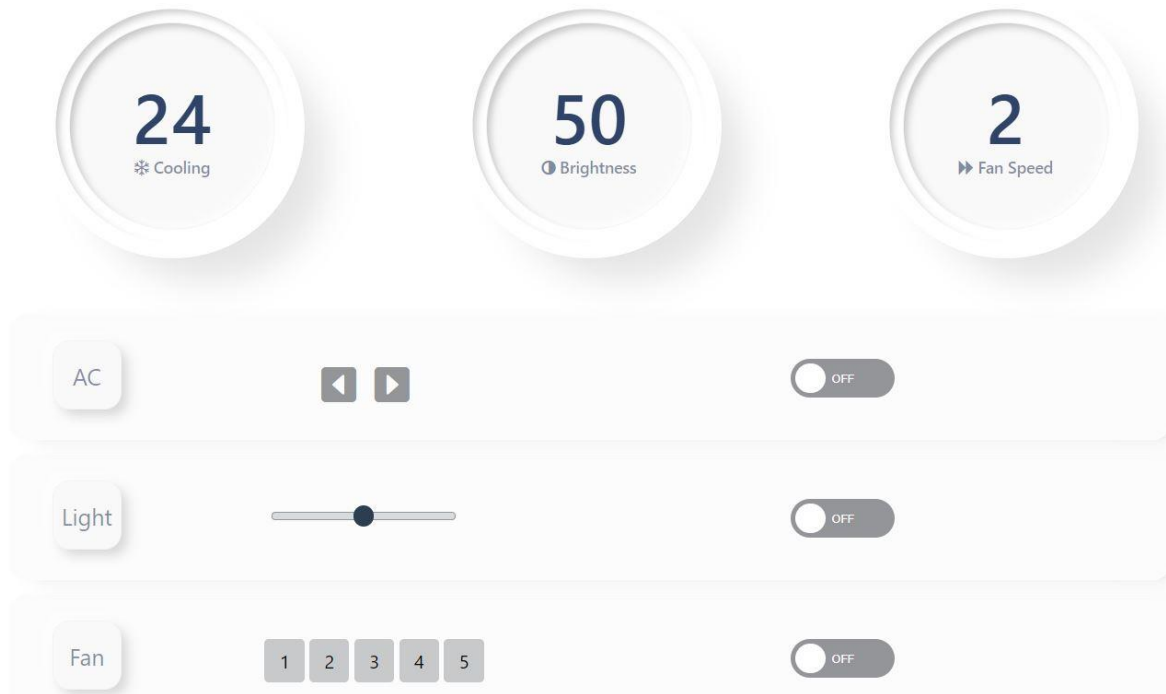 24 50 2
Cooling Brightness Fan Speed
AC OFF
Light OFF
Fan 1 2 3 4 5 OFF